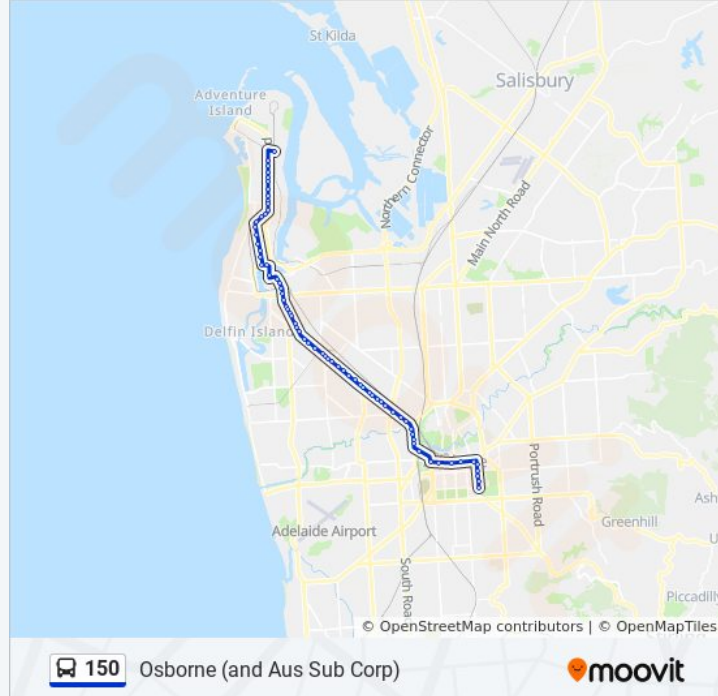 St Kilda
Salisbury
Adventure
Island
Northern Connector
Main North Road
Delfin Island
Portrush Road
Ash
Greenhill
Adelaide Airport
South Road
Piccadilly
© OpenStreetMap contributors | © OpenMapTiles
150 Osborne (and Aus Sub Corp)
moovit